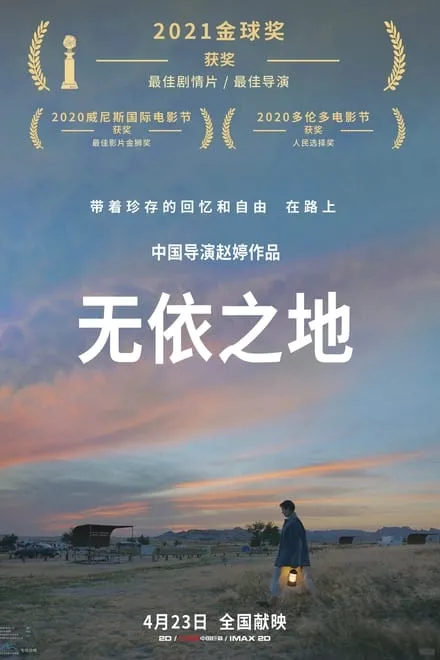 2021金球奖
获奖
最佳剧情片 / 最佳导演
2020威尼斯国际电影节
获奖
最佳影片金狮奖
2020多伦多电影节
获奖
人民选择奖
带着珍存的回忆和自由 在路上
中国导演赵婷作品
无依之地
4月23日 全国献映
2D / 中国巨幕 / IMAX 2D